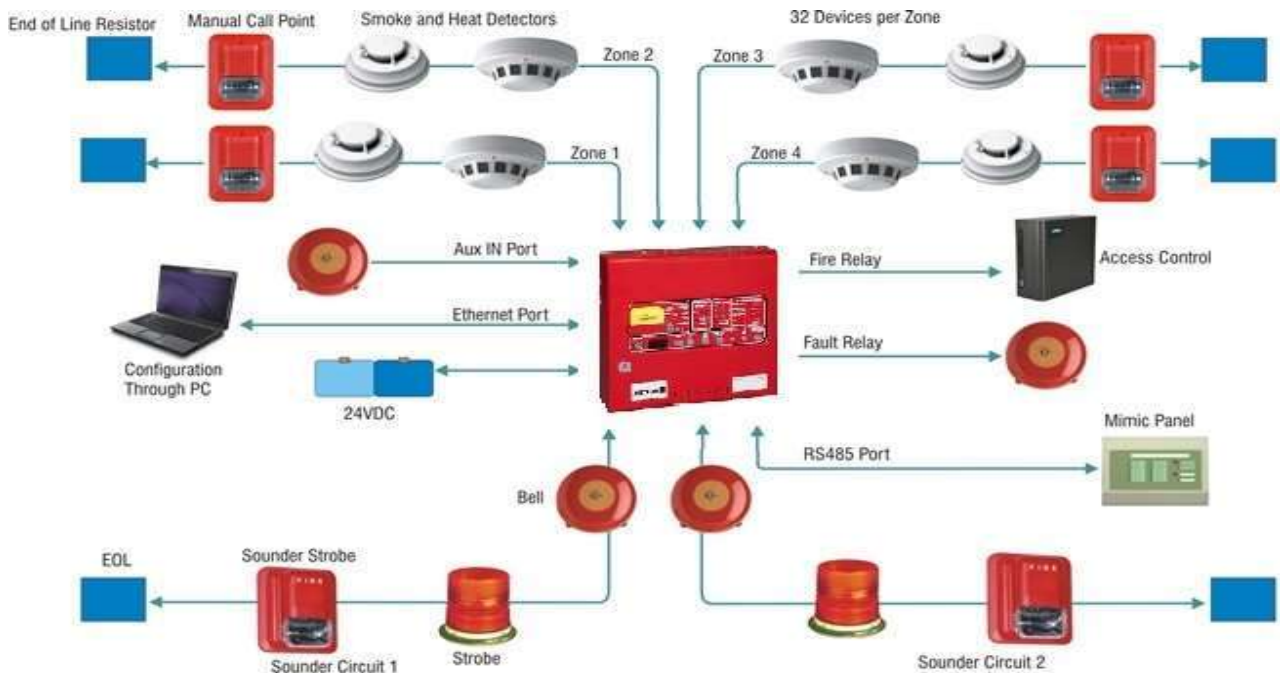 End of Line Resistor
Manual Call Point
Smoke and Heat Detectors
32 Devices per Zone
Zone 2
Zone 3
Zone 1
Zone 4
Aux IN Port
Fire Relay
Access Control
Ethernet Port
Fault Relay
Configuration
Through PC
24VDC
Mimic Panel
RS485 Port
Bell
EOL
Sounder Strobe
FIRE
FIRE
Strobe
Sounder Circuit 1
Sounder Circuit 2